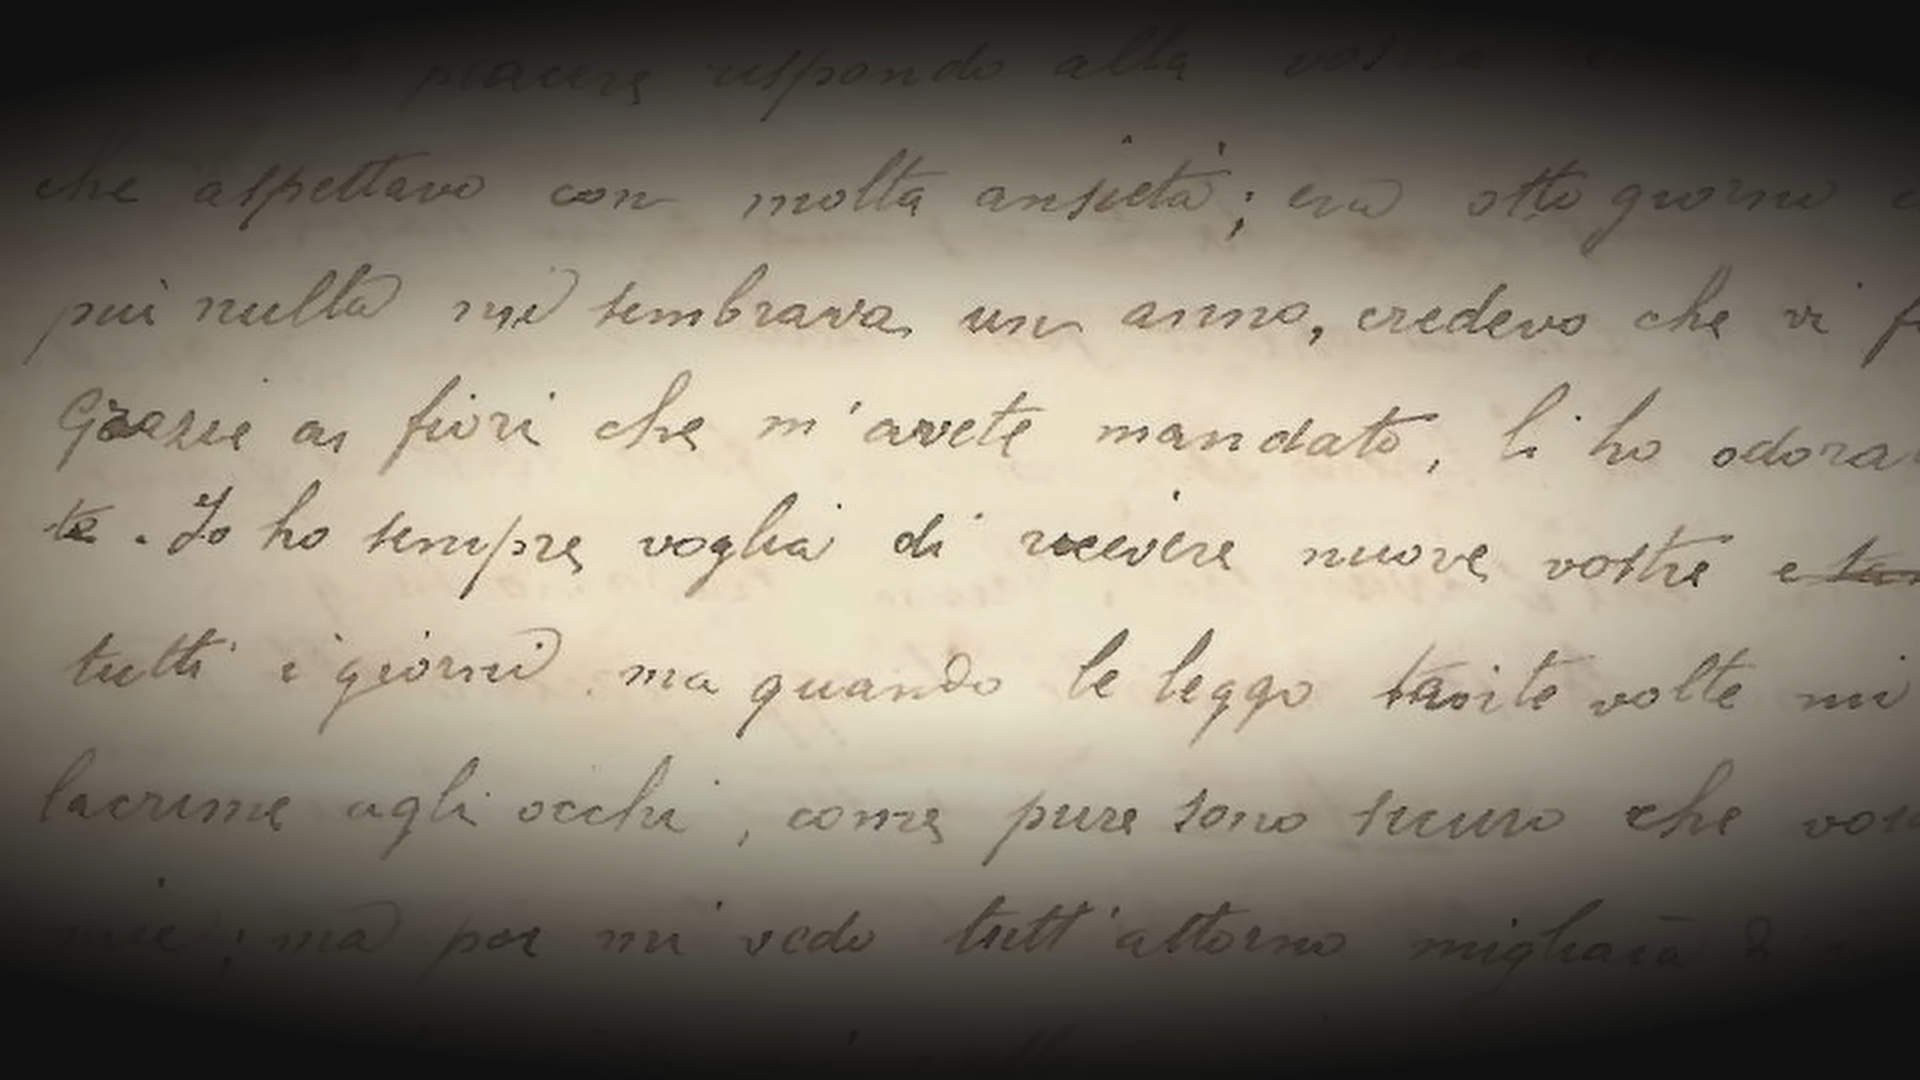 piacere rispondo alla vostra
che aspettavo con molta ansietà; era otto giorni
più nulla mi sembrava un anno, credevo che vi
Grazie ai fiori che m'avete mandato, li ho odora
te. Io ho sempre voglia di ricevere nuove vostre e
tutti i giorni ma quando le leggo tante volte mi
lacrime agli occhi, come pure sono sicuro che
mie; ma poi mi vedo tutt'attorno migliaia di